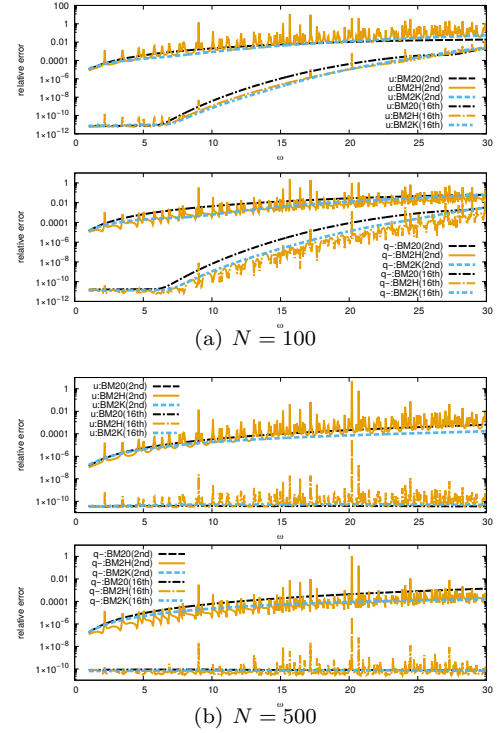 100
1
0.01
0.0001
1×10⁻⁶
1×10⁻⁸
1×10⁻¹⁰
1×10⁻¹²
relative error
0 5 10 15 20 25 30
ω
u:BM20(2nd)
u:BM2H(2nd)
u:BM2K(2nd)
u:BM20(16th)
u:BM2H(16th)
u:BM2K(16th)
1
0.01
0.0001
1×10⁻⁶
1×10⁻⁸
1×10⁻¹⁰
1×10⁻¹²
relative error
0 5 10 15 20 25 30
ω
q−:BM20(2nd)
q−:BM2H(2nd)
q−:BM2K(2nd)
q−:BM20(16th)
q−:BM2H(16th)
q−:BM2K(16th)
(a) N = 100
1
0.01
0.0001
1×10⁻⁶
1×10⁻⁸
1×10⁻¹⁰
relative error
0 5 10 15 20 25 30
ω
u:BM20(2nd)
u:BM2H(2nd)
u:BM2K(2nd)
u:BM20(16th)
u:BM2H(16th)
u:BM2K(16th)
1
0.01
0.0001
1×10⁻⁶
1×10⁻⁸
1×10⁻¹⁰
relative error
0 5 10 15 20 25 30
ω
q−:BM20(2nd)
q−:BM2H(2nd)
q−:BM2K(2nd)
q−:BM20(16th)
q−:BM2H(16th)
q−:BM2K(16th)
(b) N = 500